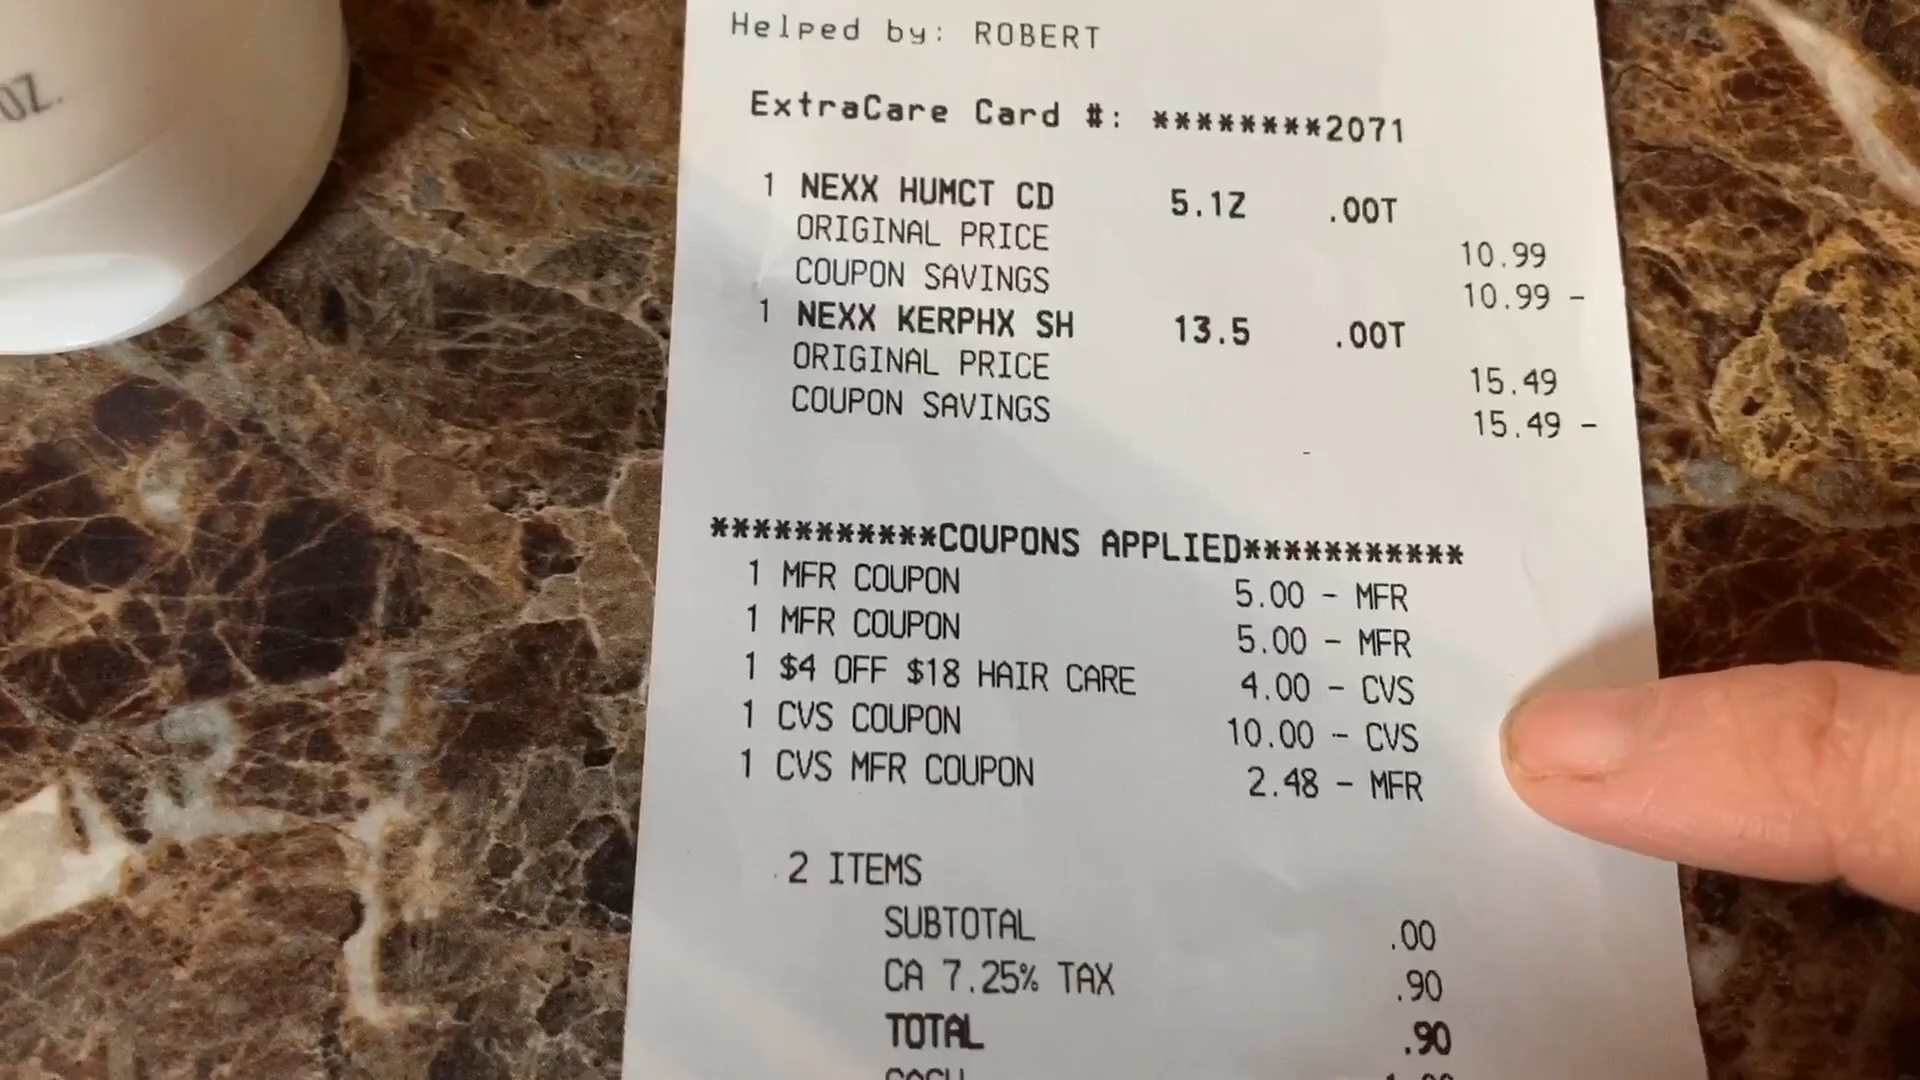 OZ.
Helped by: ROBERT
ExtraCare Card #: ********2071
1 NEXX HUMCT CD 5.1Z .00T
ORIGINAL PRICE 10.99
COUPON SAVINGS 10.99 -
1 NEXX KERPHX SH 13.5 .00T
ORIGINAL PRICE 15.49
COUPON SAVINGS 15.49 -
***********COUPONS APPLIED***********
1 MFR COUPON 5.00 - MFR
1 MFR COUPON 5.00 - MFR
1 $4 OFF $18 HAIR CARE 4.00 - CVS
1 CVS COUPON 10.00 - CVS
1 CVS MFR COUPON 2.48 - MFR
2 ITEMS
SUBTOTAL .00
CA 7.25% TAX .90
TOTAL .90